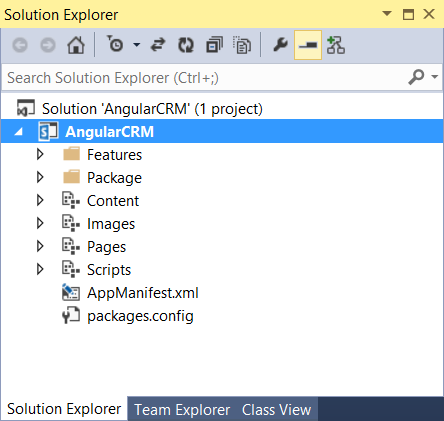 Solution Explorer
Search Solution Explorer (Ctrl+;)
Solution 'AngularCRM' (1 project)
AngularCRM
Features
Package
Content
Images
Pages
Scripts
AppManifest.xml
packages.config
Solution Explorer Team Explorer Class View